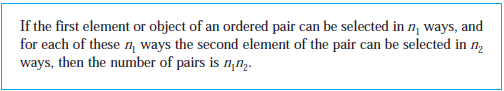 If the first element or object of an ordered pair can be selected in n₁ ways, and
for each of these n₁ ways the second element of the pair can be selected in n₂
ways, then the number of pairs is n₁n₂.